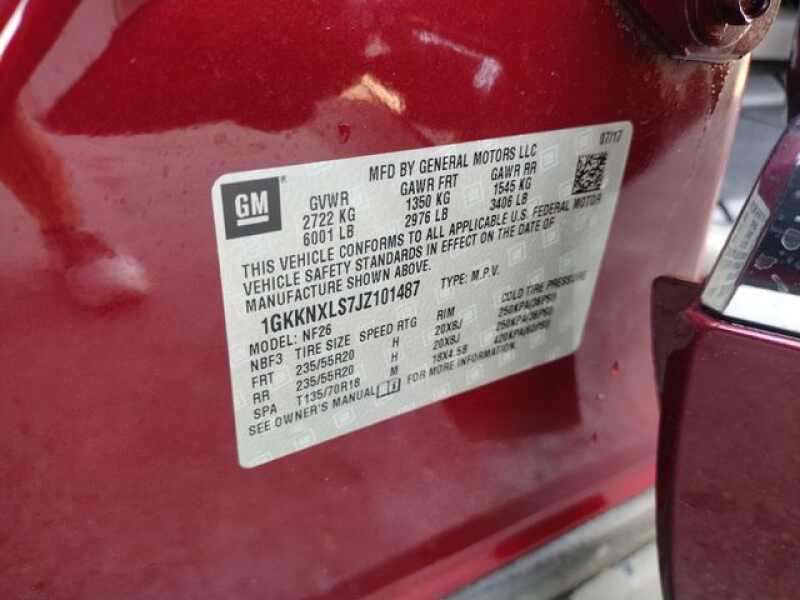 07/17
MFD BY GENERAL MOTORS LLC
GM
GVWR GAWR FRT GAWR RR
2722 KG 1350 KG 1545 KG
6001 LB 2976 LB 3406 LB
THIS VEHICLE CONFORMS TO ALL APPLICABLE U.S. FEDERAL MOTOR
VEHICLE SAFETY STANDARDS IN EFFECT ON THE DATE OF
MANUFACTURE SHOWN ABOVE.
1GKKNXLS7JZ101487 TYPE: M.P.V.
MODEL: NF26
NBF3 TIRE SIZE SPEED RTG RIM COLD TIRE PRESSURE
FRT 235/55R20 H 20X8J 250KPA(36PSI)
RR 235/55R20 H 20X8J 250KPA(36PSI)
SPA T135/70R18 M 18X4.5B 420KPA(60PSI)
SEE OWNER'S MANUAL FOR MORE INFORMATION.